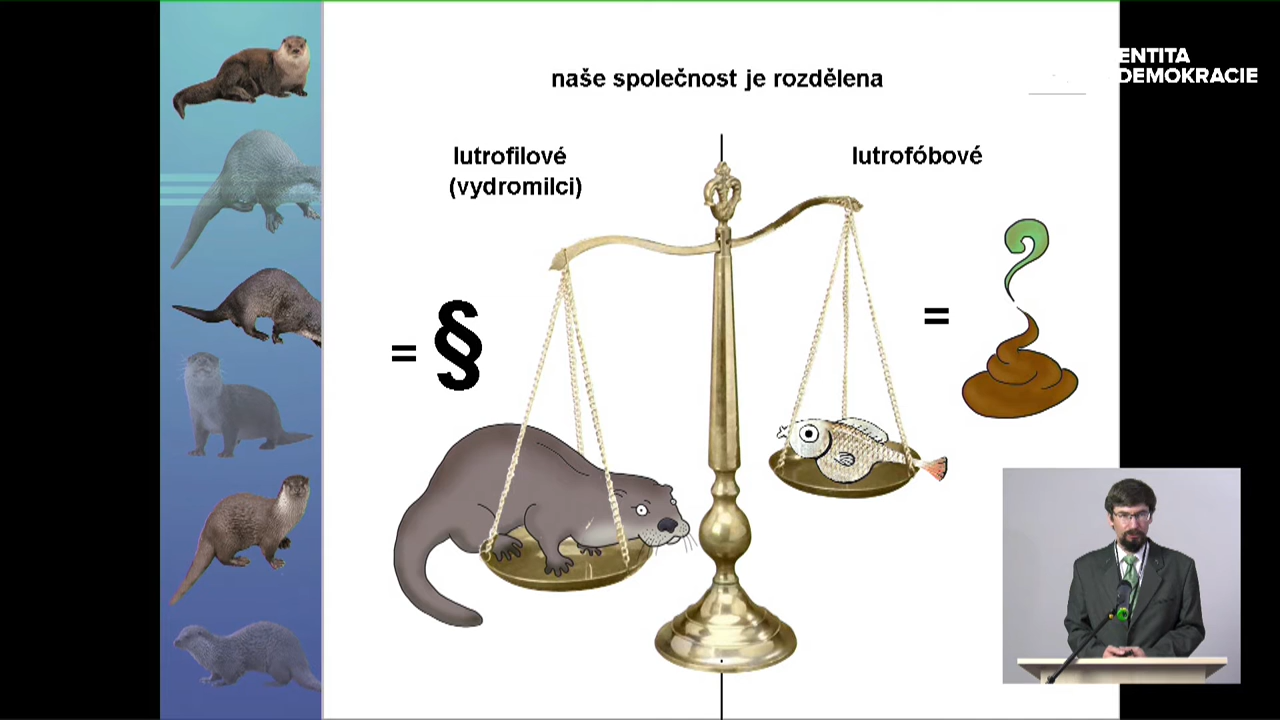 naše společnost je rozdělena
ENTITA
DEMOKRACIE
lutrofilové
(vydromilci)
lutrofóbové
= §
=